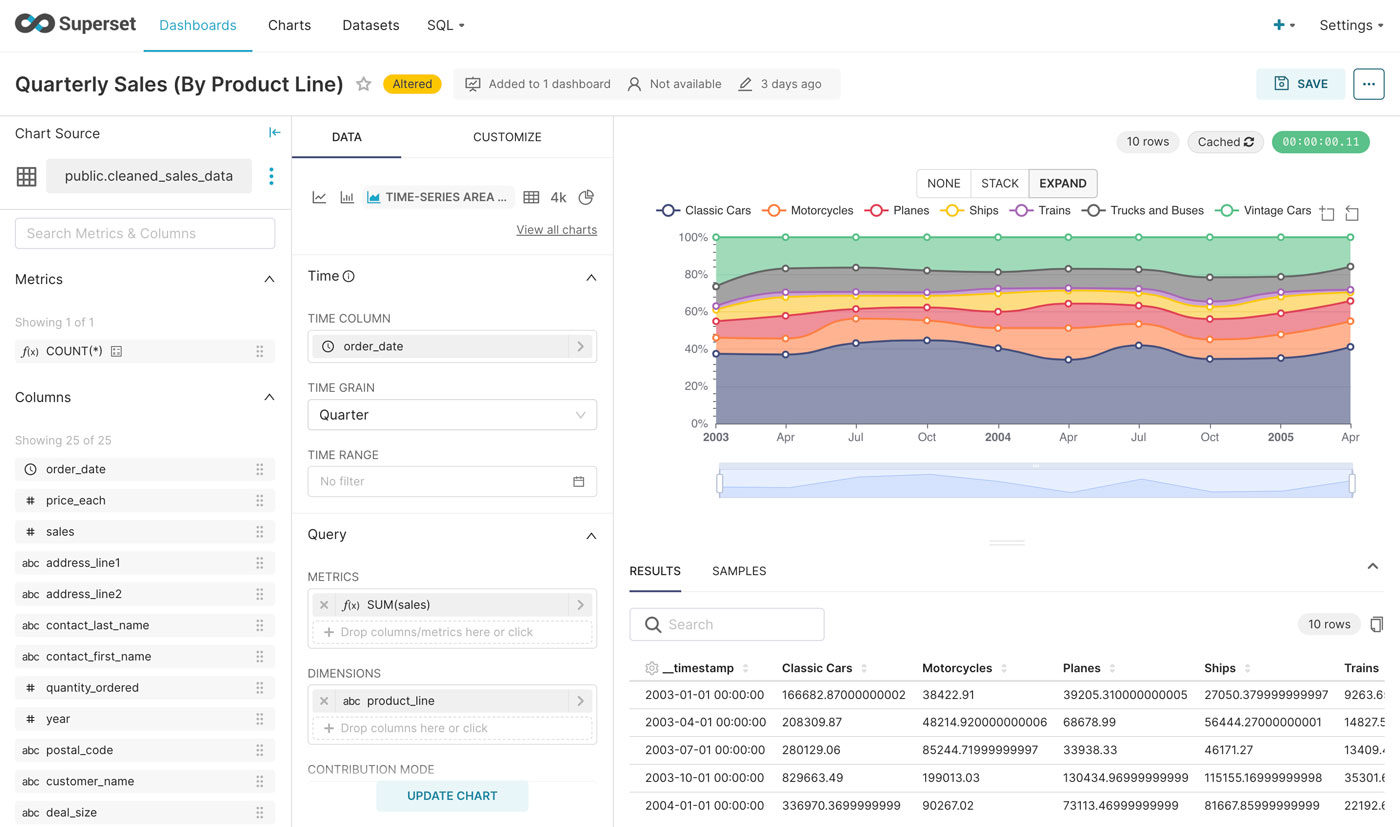 Superset Dashboards Charts Datasets SQL Settings
Quarterly Sales (By Product Line) Altered Added to 1 dashboard Not available 3 days ago SAVE
Chart Source
public.cleaned_sales_data
Search Metrics & Columns
Metrics
Showing 1 of 1
f(x) COUNT(*)
Columns
Showing 25 of 25
order_date
# price_each
# sales
abc address_line1
abc address_line2
abc contact_last_name
abc contact_first_name
# quantity_ordered
# year
abc postal_code
abc customer_name
abc deal_size
DATA CUSTOMIZE
TIME-SERIES AREA ... 4k
View all charts
Time
TIME COLUMN
order_date
TIME GRAIN
Quarter
TIME RANGE
No filter
Query
METRICS
f(x) SUM(sales)
Drop columns/metrics here or click
DIMENSIONS
abc product_line
Drop columns here or click
CONTRIBUTION MODE
UPDATE CHART
10 rows Cached 00:00:00.11
NONE STACK EXPAND
Classic Cars Motorcycles Planes Ships Trains Trucks and Buses Vintage Cars
100%
80%
60%
40%
20%
0%
2003 Apr Jul Oct 2004 Apr Jul Oct 2005 Apr
RESULTS SAMPLES
Search 10 rows
__timestamp Classic Cars Motorcycles Planes Ships Trains
2003-01-01 00:00:00 166682.87000000002 38422.91 39205.310000000005 27050.379999999997 9263.6
2003-04-01 00:00:00 208309.87 48214.920000000006 68678.99 56444.27000000001 14827.5
2003-07-01 00:00:00 280129.06 85244.71999999997 33938.33 46171.27 13409.4
2003-10-01 00:00:00 829663.49 199013.03 130434.96999999999 115155.16999999998 35301.6
2004-01-01 00:00:00 336970.3699999999 90267.02 73113.46999999999 81667.85999999999 22192.6